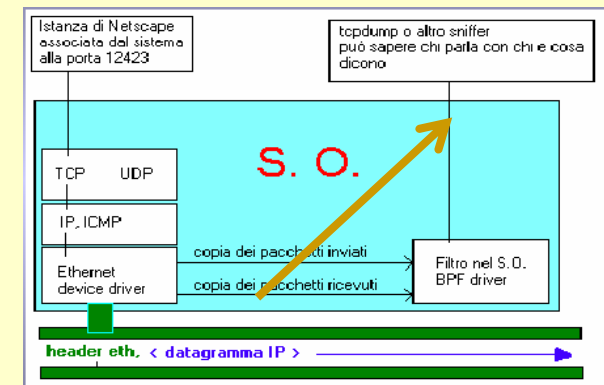 Istanza di Netscape
associata dal sistema
alla porta 12423
tcpdump o altro sniffer
può sapere chi parla con chi e cosa
dicono
S. O.
TCP UDP
IP, ICMP
Ethernet
device driver
copia dei pacchetti inviati
copia dei pacchetti ricevuti
Filtro nel S.O.
BPF driver
header eth, < datagramma IP >